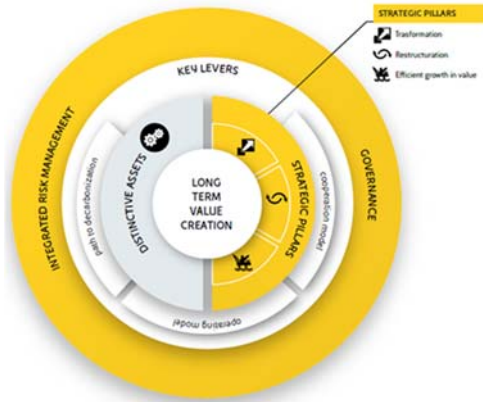 STRATEGIC PILLARS
Trasformation
Restructuration
Efficient growth in value
KEY LEVERS
INTEGRATED RISK MANAGEMENT
GOVERNANCE
path to decarbonization
DISTINCTIVE ASSETS
LONG
TERM
VALUE
CREATION
STRATEGIC PILLARS
cooperation model
operating model